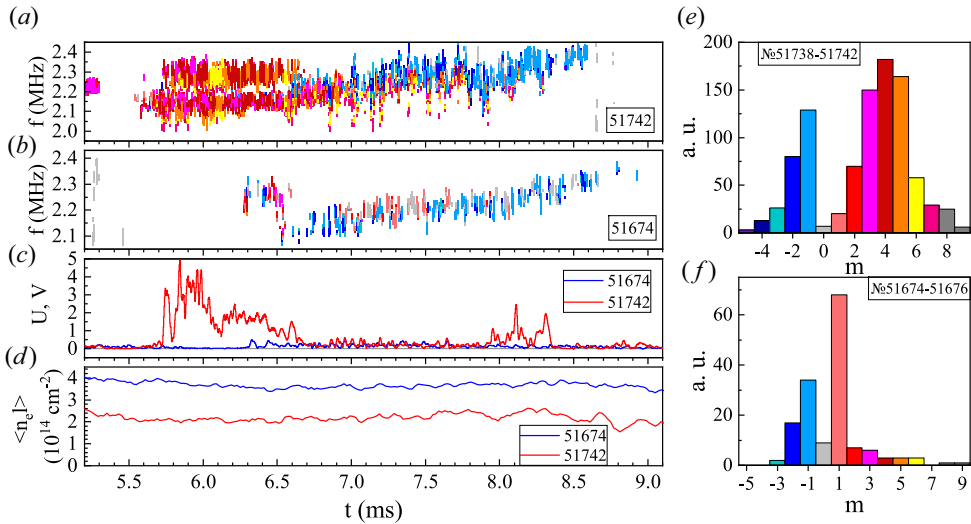 (a)
2.4
2.3
2.2
2.1
2.0
f (MHz)
51742
(b)
2.4
2.3
2.2
2.1
f (MHz)
51674
(c)
5
4
3
2
1
0
U, V
51674
51742
(d)
4
3
2
1
0
<nₑl>
(10¹⁴ cm⁻²)
51674
51742
5.5 6.0 6.5 7.0 7.5 8.0 8.5 9.0
t (ms)
(e)
200
150
100
50
0
a. u.
№51738-51742
-4 -2 0 2 4 6 8
m
(f)
60
40
20
0
a. u.
№51674-51676
-5 -3 -1 1 3 5 7 9
m